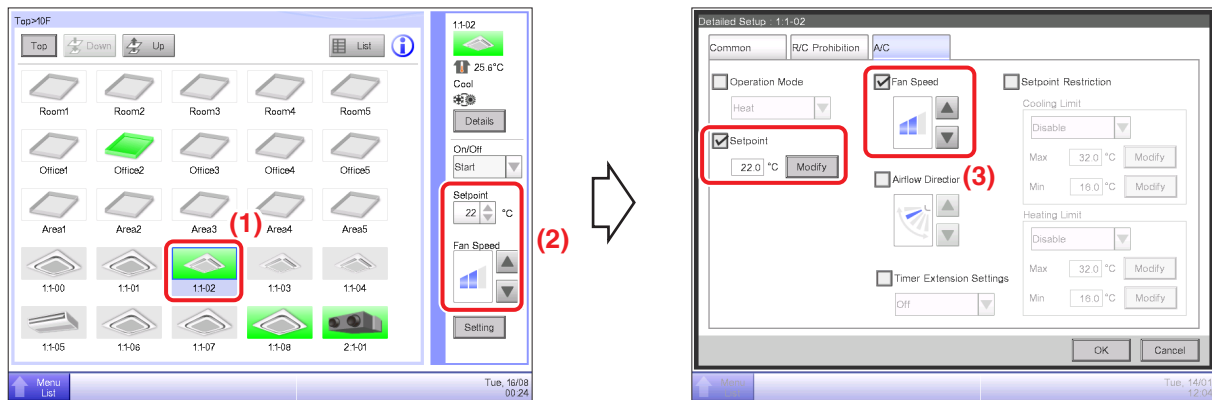 Top>10F
Top Down Up List
Room1 Room2 Room3 Room4 Room5
Office1 Office2 Office3 Office4 Office5
Area1 Area2 Area3 Area4 Area5
(1)
1:1-00 1:1-01 1:1-02 1:1-03 1:1-04
1:1-05 1:1-06 1:1-07 1:1-08 2:1-01
1:1-02
25.6°C
Cool
Details
On/Off
Start
Setpoint
22 °C
Fan Speed
(2)
Setting
Menu
List
Tue, 16/08
00:24
Detailed Setup : 1:1-02
Common R/C Prohibition A/C
Operation Mode
Heat
Setpoint
22.0 °C Modify
Fan Speed
(3)
Airflow Direction
L
Timer Extension Settings
Off
Setpoint Restriction
Cooling Limit
Disable
Max 32.0 °C Modify
Min 16.0 °C Modify
Heating Limit
Disable
Max 32.0 °C Modify
Min 16.0 °C Modify
OK Cancel
Menu
List
Tue, 14/01
12:04